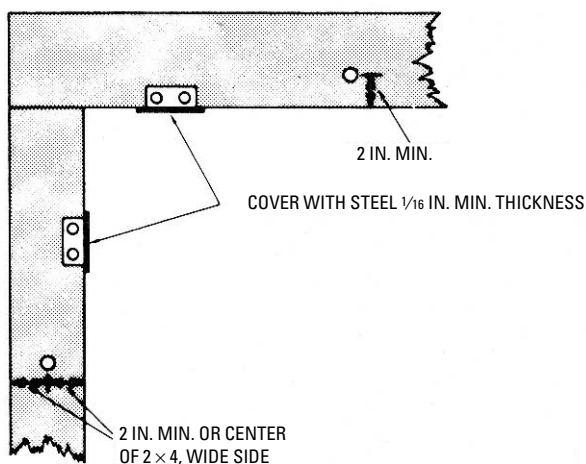 2 IN. MIN.
COVER WITH STEEL 1/16 IN. MIN. THICKNESS
2 IN. MIN. OR CENTER
OF 2 × 4, WIDE SIDE